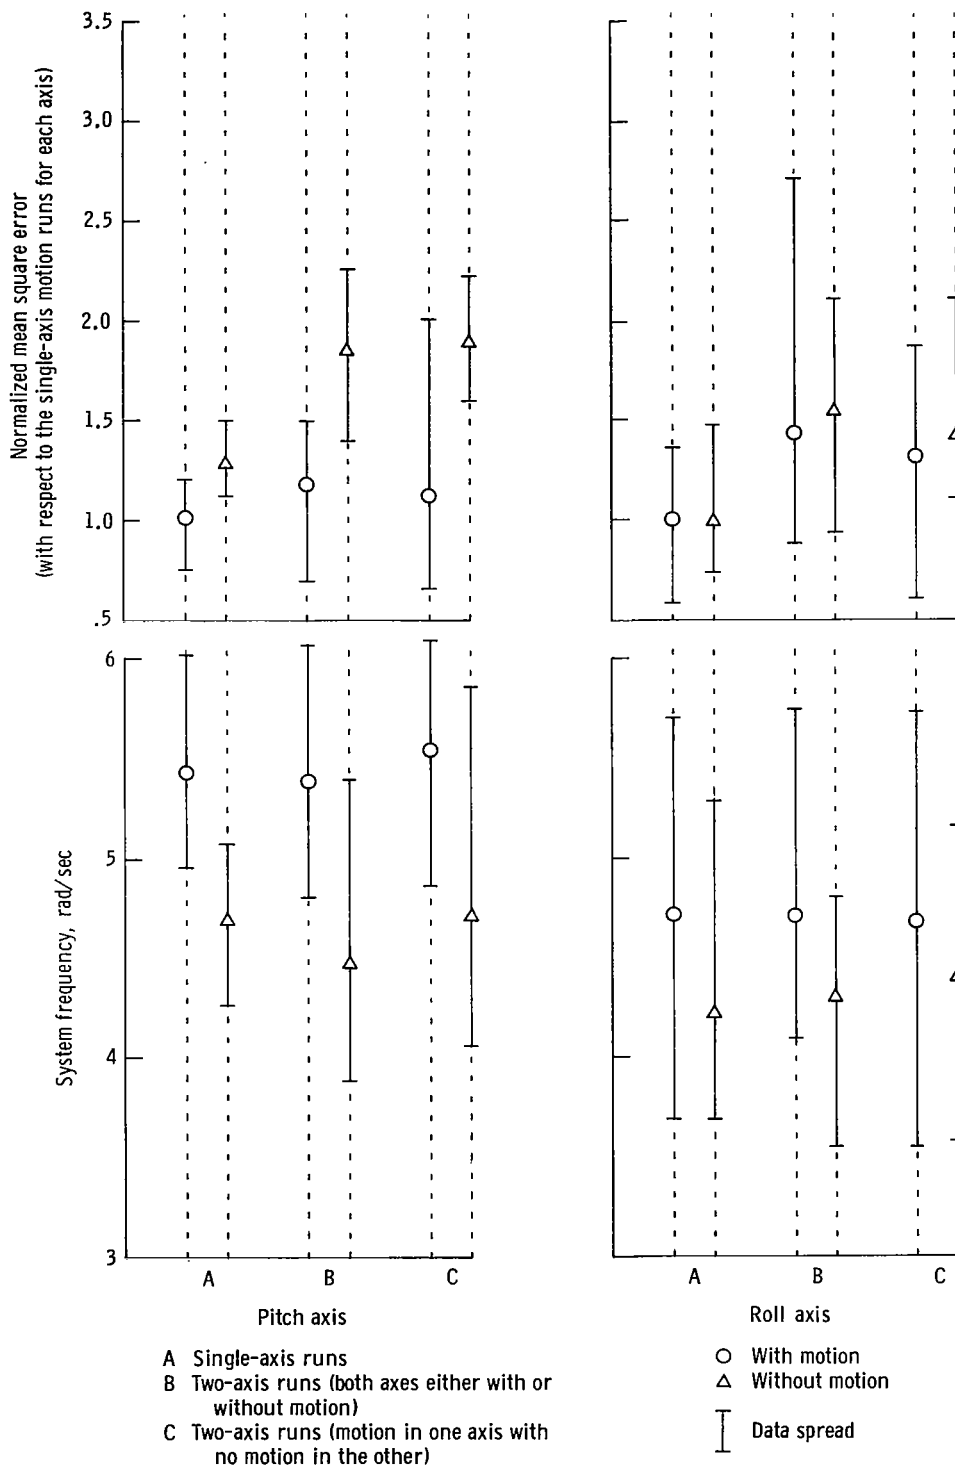 Normalized mean square error
(with respect to the single-axis motion runs for each axis)
3.5
3.0
2.5
2.0
1.5
1.0
.5
System frequency, rad/sec
6
5
4
3
A B C
Pitch axis
A B C
Roll axis
A Single-axis runs
B Two-axis runs (both axes either with or
without motion)
C Two-axis runs (motion in one axis with
no motion in the other)
With motion
Without motion
Data spread